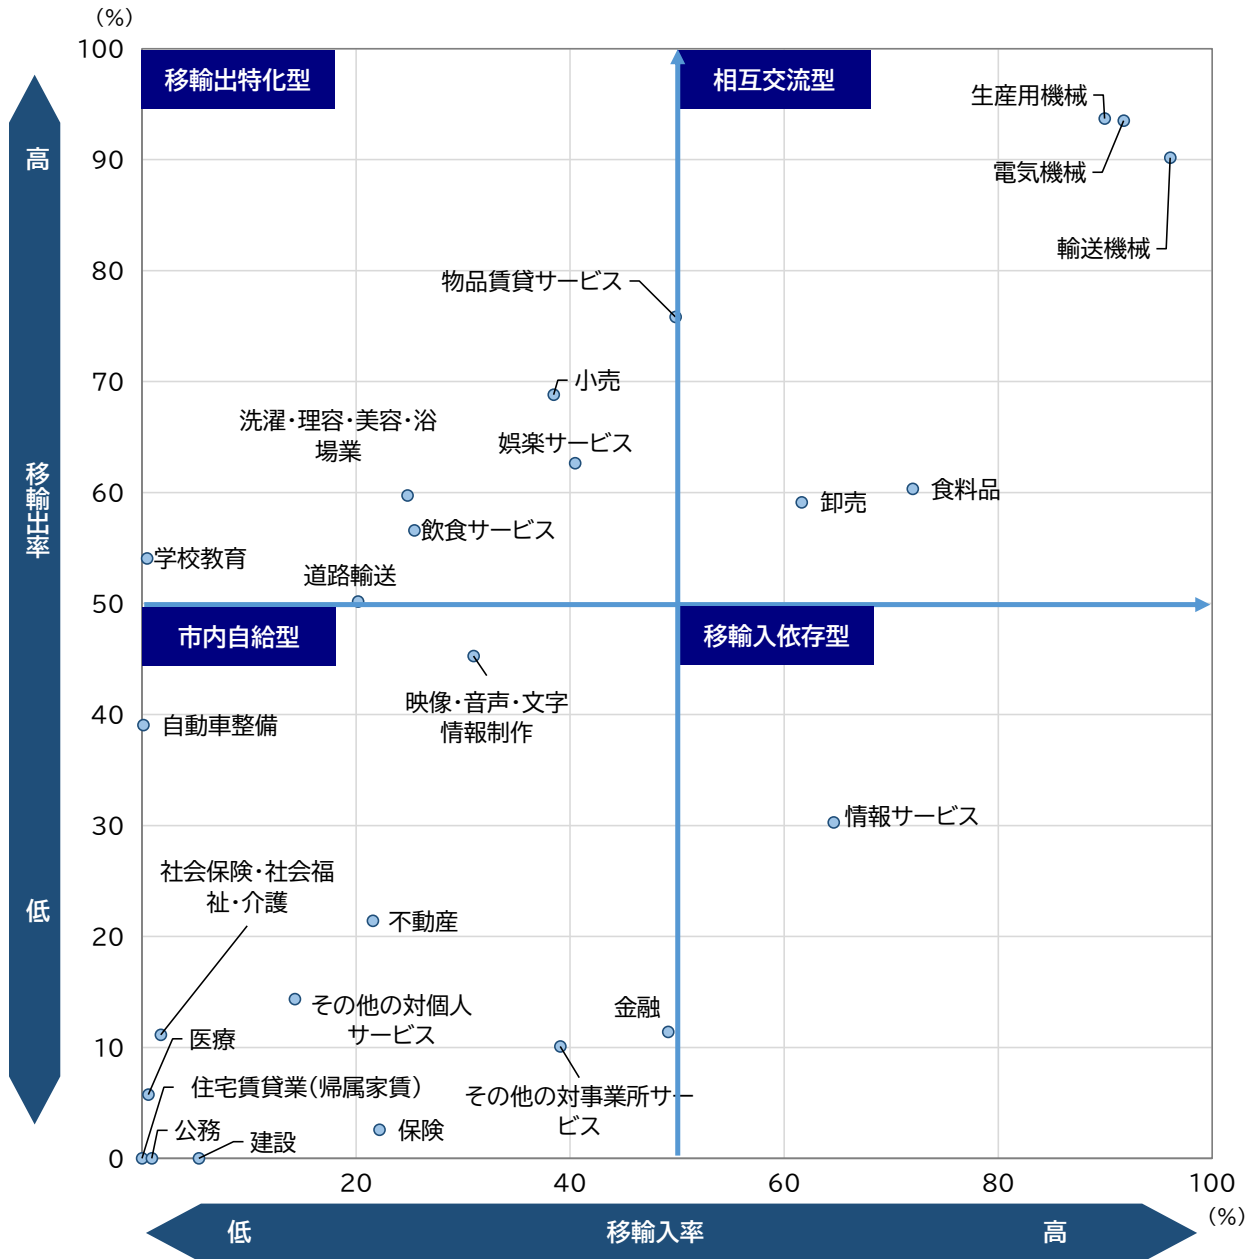 (%)
100
移輸出特化型
相互交流型
生産用機械
高
90
電気機械
輸送機械
80
物品賃貸サービス
70
小売
洗濯・理容・美容・浴
場業
娯楽サービス
移輸出率
60
食料品
卸売
飲食サービス
学校教育
道路輸送
50
市内自給型
移輸入依存型
映像・音声・文字
情報制作
40
自動車整備
30
情報サービス
社会保険・社会福
祉・介護
低
不動産
20
その他の対個人
サービス
金融
10
医療
住宅賃貸業(帰属家賃)
その他の対事業所サー
ビス
公務
保険
建設
0
20
40
60
80
100
(%)
低
移輸入率
高